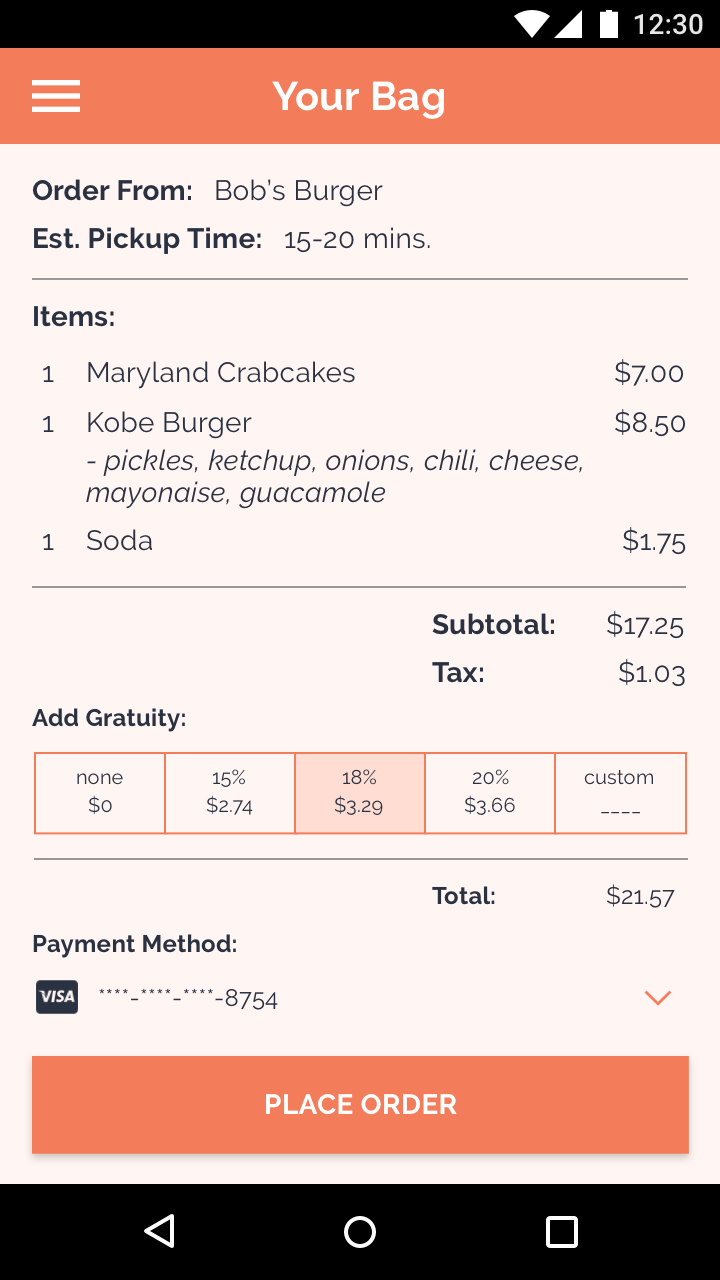 12:30
Your Bag
Order From: Bob's Burger
Est. Pickup Time: 15-20 mins.
Items:
1 Maryland Crabcakes $7.00
1 Kobe Burger $8.50
- pickles, ketchup, onions, chili, cheese,
mayonaise, guacamole
1 Soda $1.75
Subtotal: $17.25
Tax: $1.03
Add Gratuity:
none 15% 18% 20% custom
$0 $2.74 $3.29 $3.66 ----
Total: $21.57
Payment Method:
VISA ****-****-****-8754
PLACE ORDER